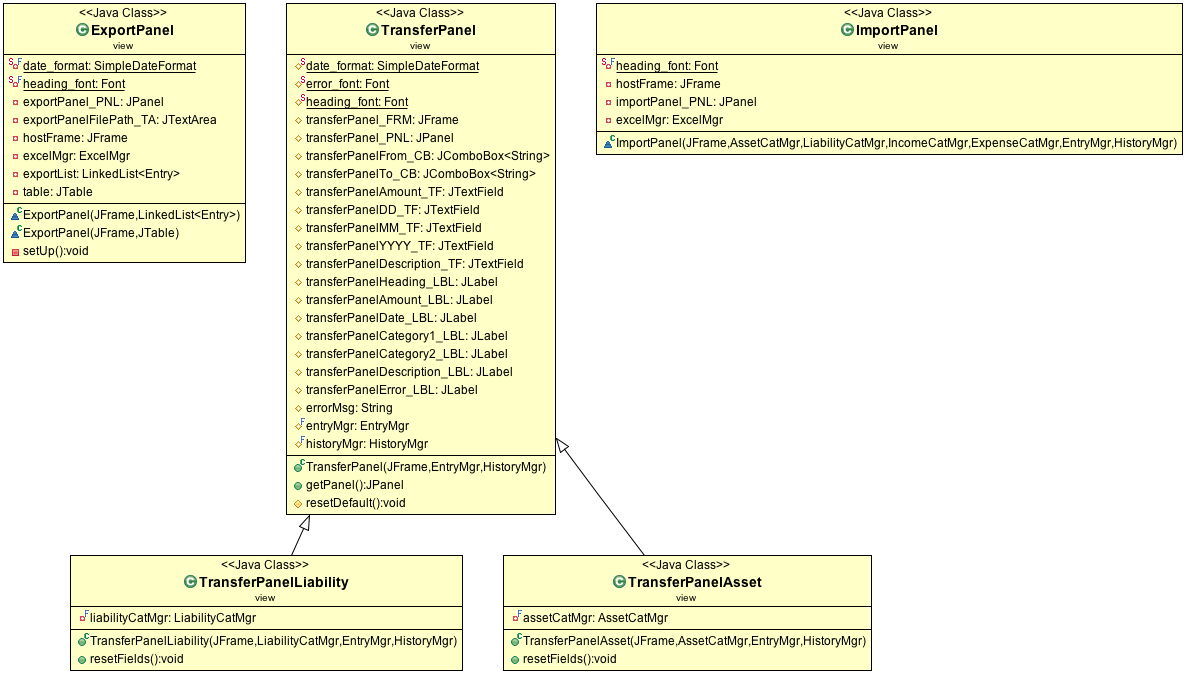 <<Java Class>>
ExportPanel
view
date_format: SimpleDateFormat
heading_font: Font
exportPanel_PNL: JPanel
exportPanelFilePath_TA: JTextArea
hostFrame: JFrame
excelMgr: ExcelMgr
exportList: LinkedList<Entry>
table: JTable
ExportPanel(JFrame,LinkedList<Entry>)
ExportPanel(JFrame,JTable)
setUp():void
<<Java Class>>
TransferPanel
view
date_format: SimpleDateFormat
error_font: Font
heading_font: Font
transferPanel_FRM: JFrame
transferPanel_PNL: JPanel
transferPanelFrom_CB: JComboBox<String>
transferPanelTo_CB: JComboBox<String>
transferPanelAmount_TF: JTextField
transferPanelDD_TF: JTextField
transferPanelMM_TF: JTextField
transferPanelYYYY_TF: JTextField
transferPanelDescription_TF: JTextField
transferPanelHeading_LBL: JLabel
transferPanelAmount_LBL: JLabel
transferPanelDate_LBL: JLabel
transferPanelCategory1_LBL: JLabel
transferPanelCategory2_LBL: JLabel
transferPanelDescription_LBL: JLabel
transferPanelError_LBL: JLabel
errorMsg: String
entryMgr: EntryMgr
historyMgr: HistoryMgr
TransferPanel(JFrame,EntryMgr,HistoryMgr)
getPanel():JPanel
resetDefault():void
<<Java Class>>
ImportPanel
view
heading_font: Font
hostFrame: JFrame
importPanel_PNL: JPanel
excelMgr: ExcelMgr
ImportPanel(JFrame,AssetCatMgr,LiabilityCatMgr,IncomeCatMgr,ExpenseCatMgr,EntryMgr,HistoryMgr)
<<Java Class>>
TransferPanelLiability
view
liabilityCatMgr: LiabilityCatMgr
TransferPanelLiability(JFrame,LiabilityCatMgr,EntryMgr,HistoryMgr)
resetFields():void
<<Java Class>>
TransferPanelAsset
view
assetCatMgr: AssetCatMgr
TransferPanelAsset(JFrame,AssetCatMgr,EntryMgr,HistoryMgr)
resetFields():void